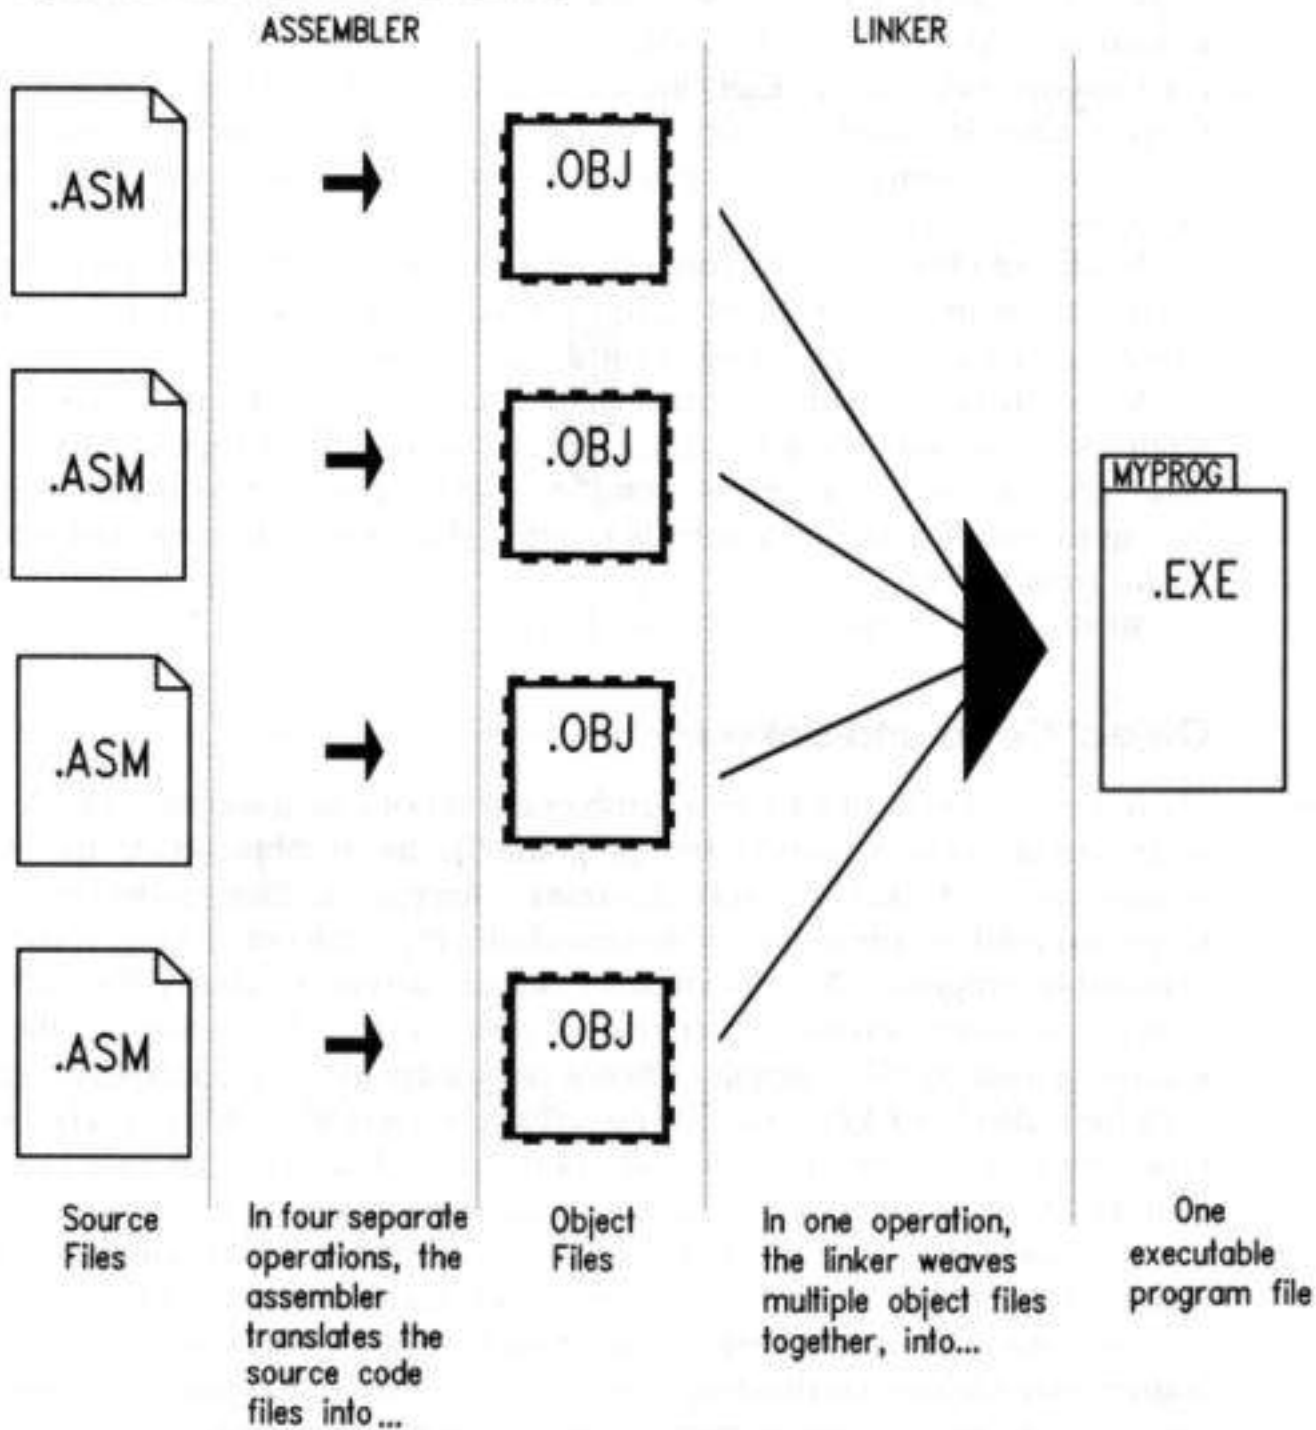 ASSEMBLER
LINKER
.ASM
.OBJ
.ASM
.OBJ
MYPROG
.EXE
.ASM
.OBJ
.ASM
.OBJ
Source
Files
In four separate
operations, the
assembler
translates the
source code
files into...
Object
Files
In one operation,
the linker weaves
multiple object files
together, into...
One
executable
program file